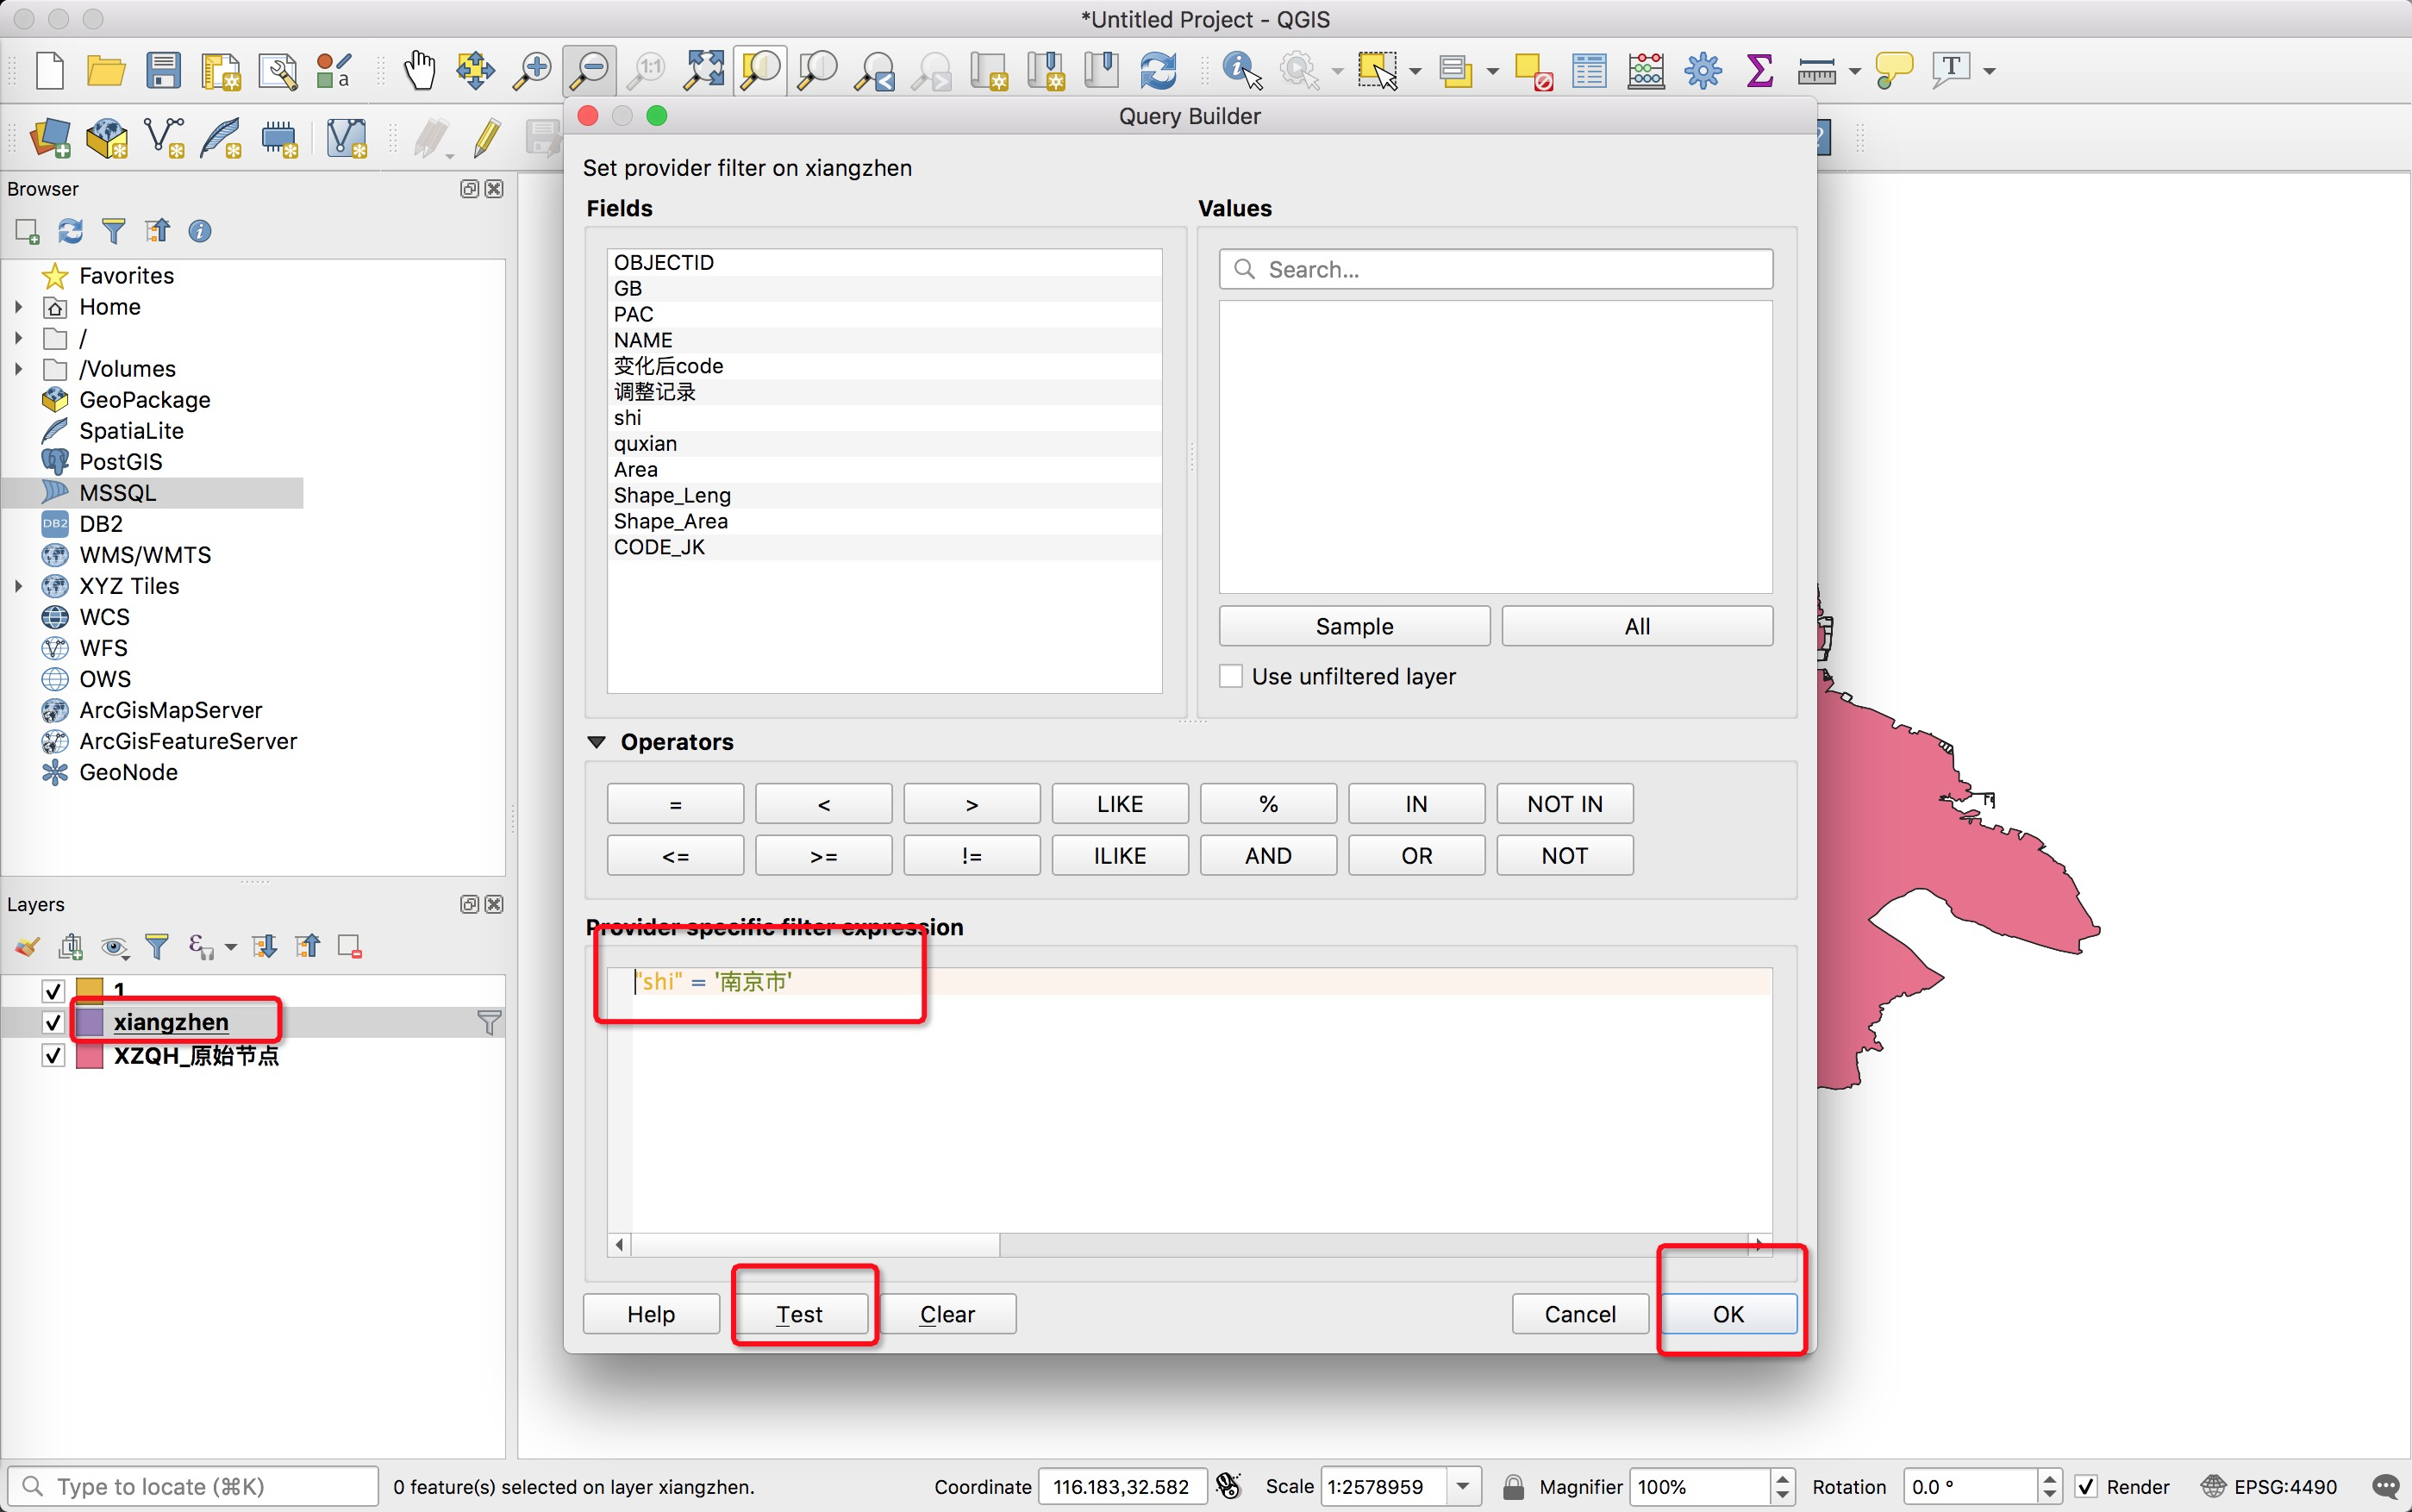 *Untitled Project - QGIS
Query Builder
Set provider filter on xiangzhen
Browser
Favorites
Home
/
/Volumes
GeoPackage
SpatiaLite
PostGIS
MSSQL
DB2
WMS/WMTS
XYZ Tiles
WCS
WFS
OWS
ArcGisMapServer
ArcGisFeatureServer
GeoNode
Layers
1
xiangzhen
XZQH_原始节点
Fields
OBJECTID
GB
PAC
NAME
变化后code
调整记录
shi
quxian
Area
Shape_Leng
Shape_Area
CODE_JK
Values
Search...
Sample All
Use unfiltered layer
Operators
= < > LIKE % IN NOT IN
<= >= != ILIKE AND OR NOT
Provider specific filter expression
"shi" = '南京市'
Help Test Clear Cancel OK
Type to locate (⌘K) 0 feature(s) selected on layer xiangzhen. Coordinate 116.183,32.582 Scale 1:2578959 Magnifier 100% Rotation 0.0 ° Render EPSG:4490